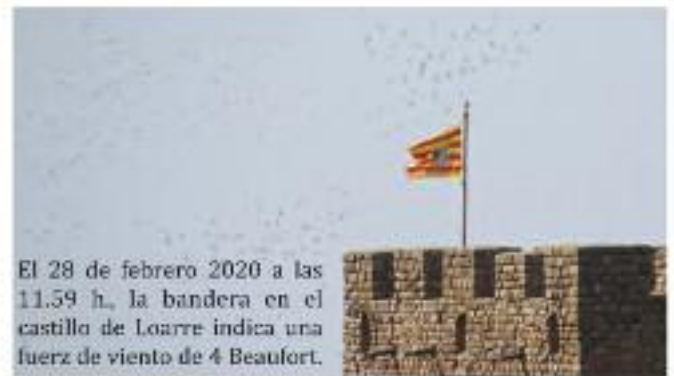 El 28 de febrero 2020 a las
11.59 h., la bandera en el
castillo de Loarre indica una
fuerz de viento de 4 Beaufort.